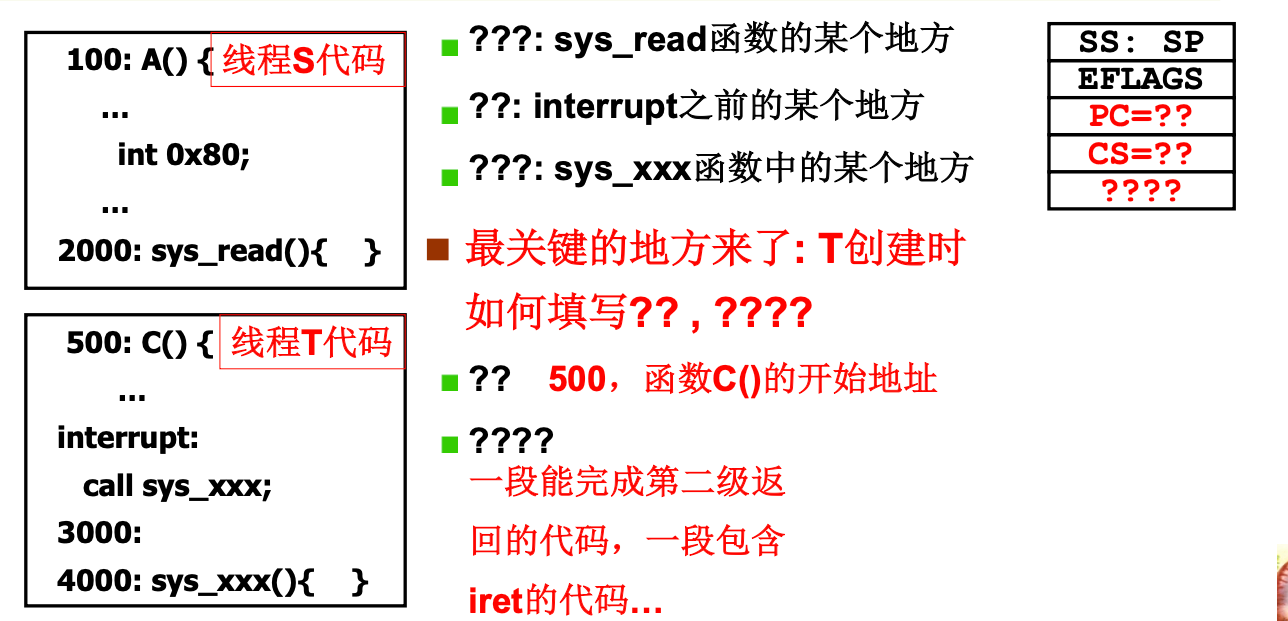 100: A() {
线程S代码
...
int 0x80;
...
2000: sys_read(){ }
500: C() {
线程T代码
...
interrupt:
call sys_xxx;
3000:
4000: sys_xxx(){ }
???: sys_read函数的某个地方
??: interrupt之前的某个地方
???: sys_xxx函数中的某个地方
最关键的地方来了: T创建时
如何填写?? , ????
?? 500，函数C()的开始地址
????
一段能完成第二级返
回的代码，一段包含
iret的代码...
SS: SP
EFLAGS
PC=??
CS=??
????